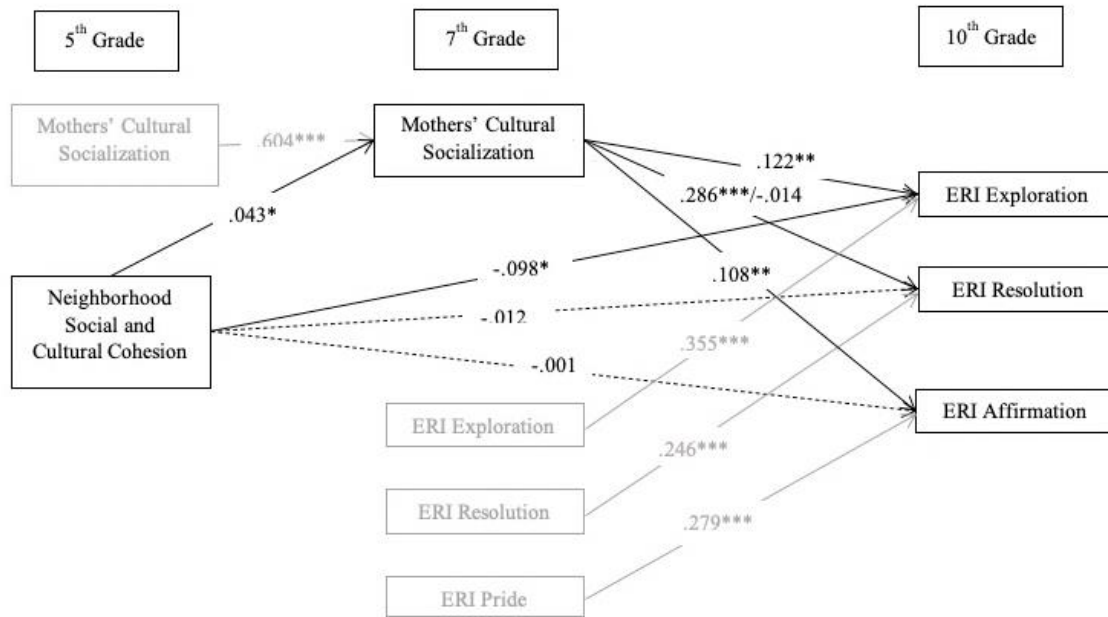 5th Grade
7th Grade
10th Grade
Mothers’ Cultural
Socialization
.604***
Mothers’ Cultural
Socialization
.122**
.286***/-.014
ERI Exploration
.043*
-.098*
.108**
Neighborhood
Social and
Cultural Cohesion
ERI Resolution
-.012
.355***
-.001
ERI Affirmation
ERI Exploration
.246***
ERI Resolution
.279***
ERI Pride